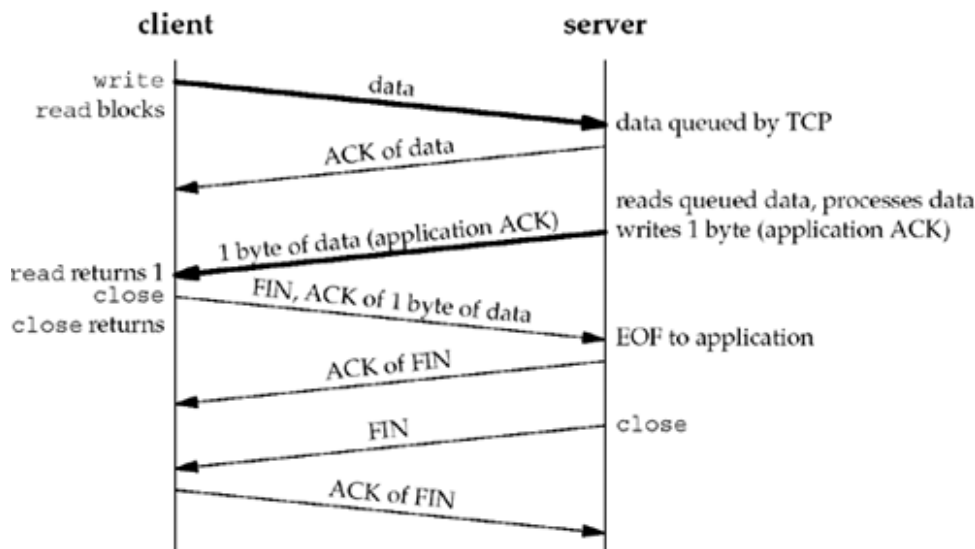 client
server
write
data
read blocks
data queued by TCP
ACK of data
reads queued data, processes data
1 byte of data (application ACK)
writes 1 byte (application ACK)
read returns 1
close
FIN, ACK of 1 byte of data
close returns
EOF to application
ACK of FIN
FIN
close
ACK of FIN